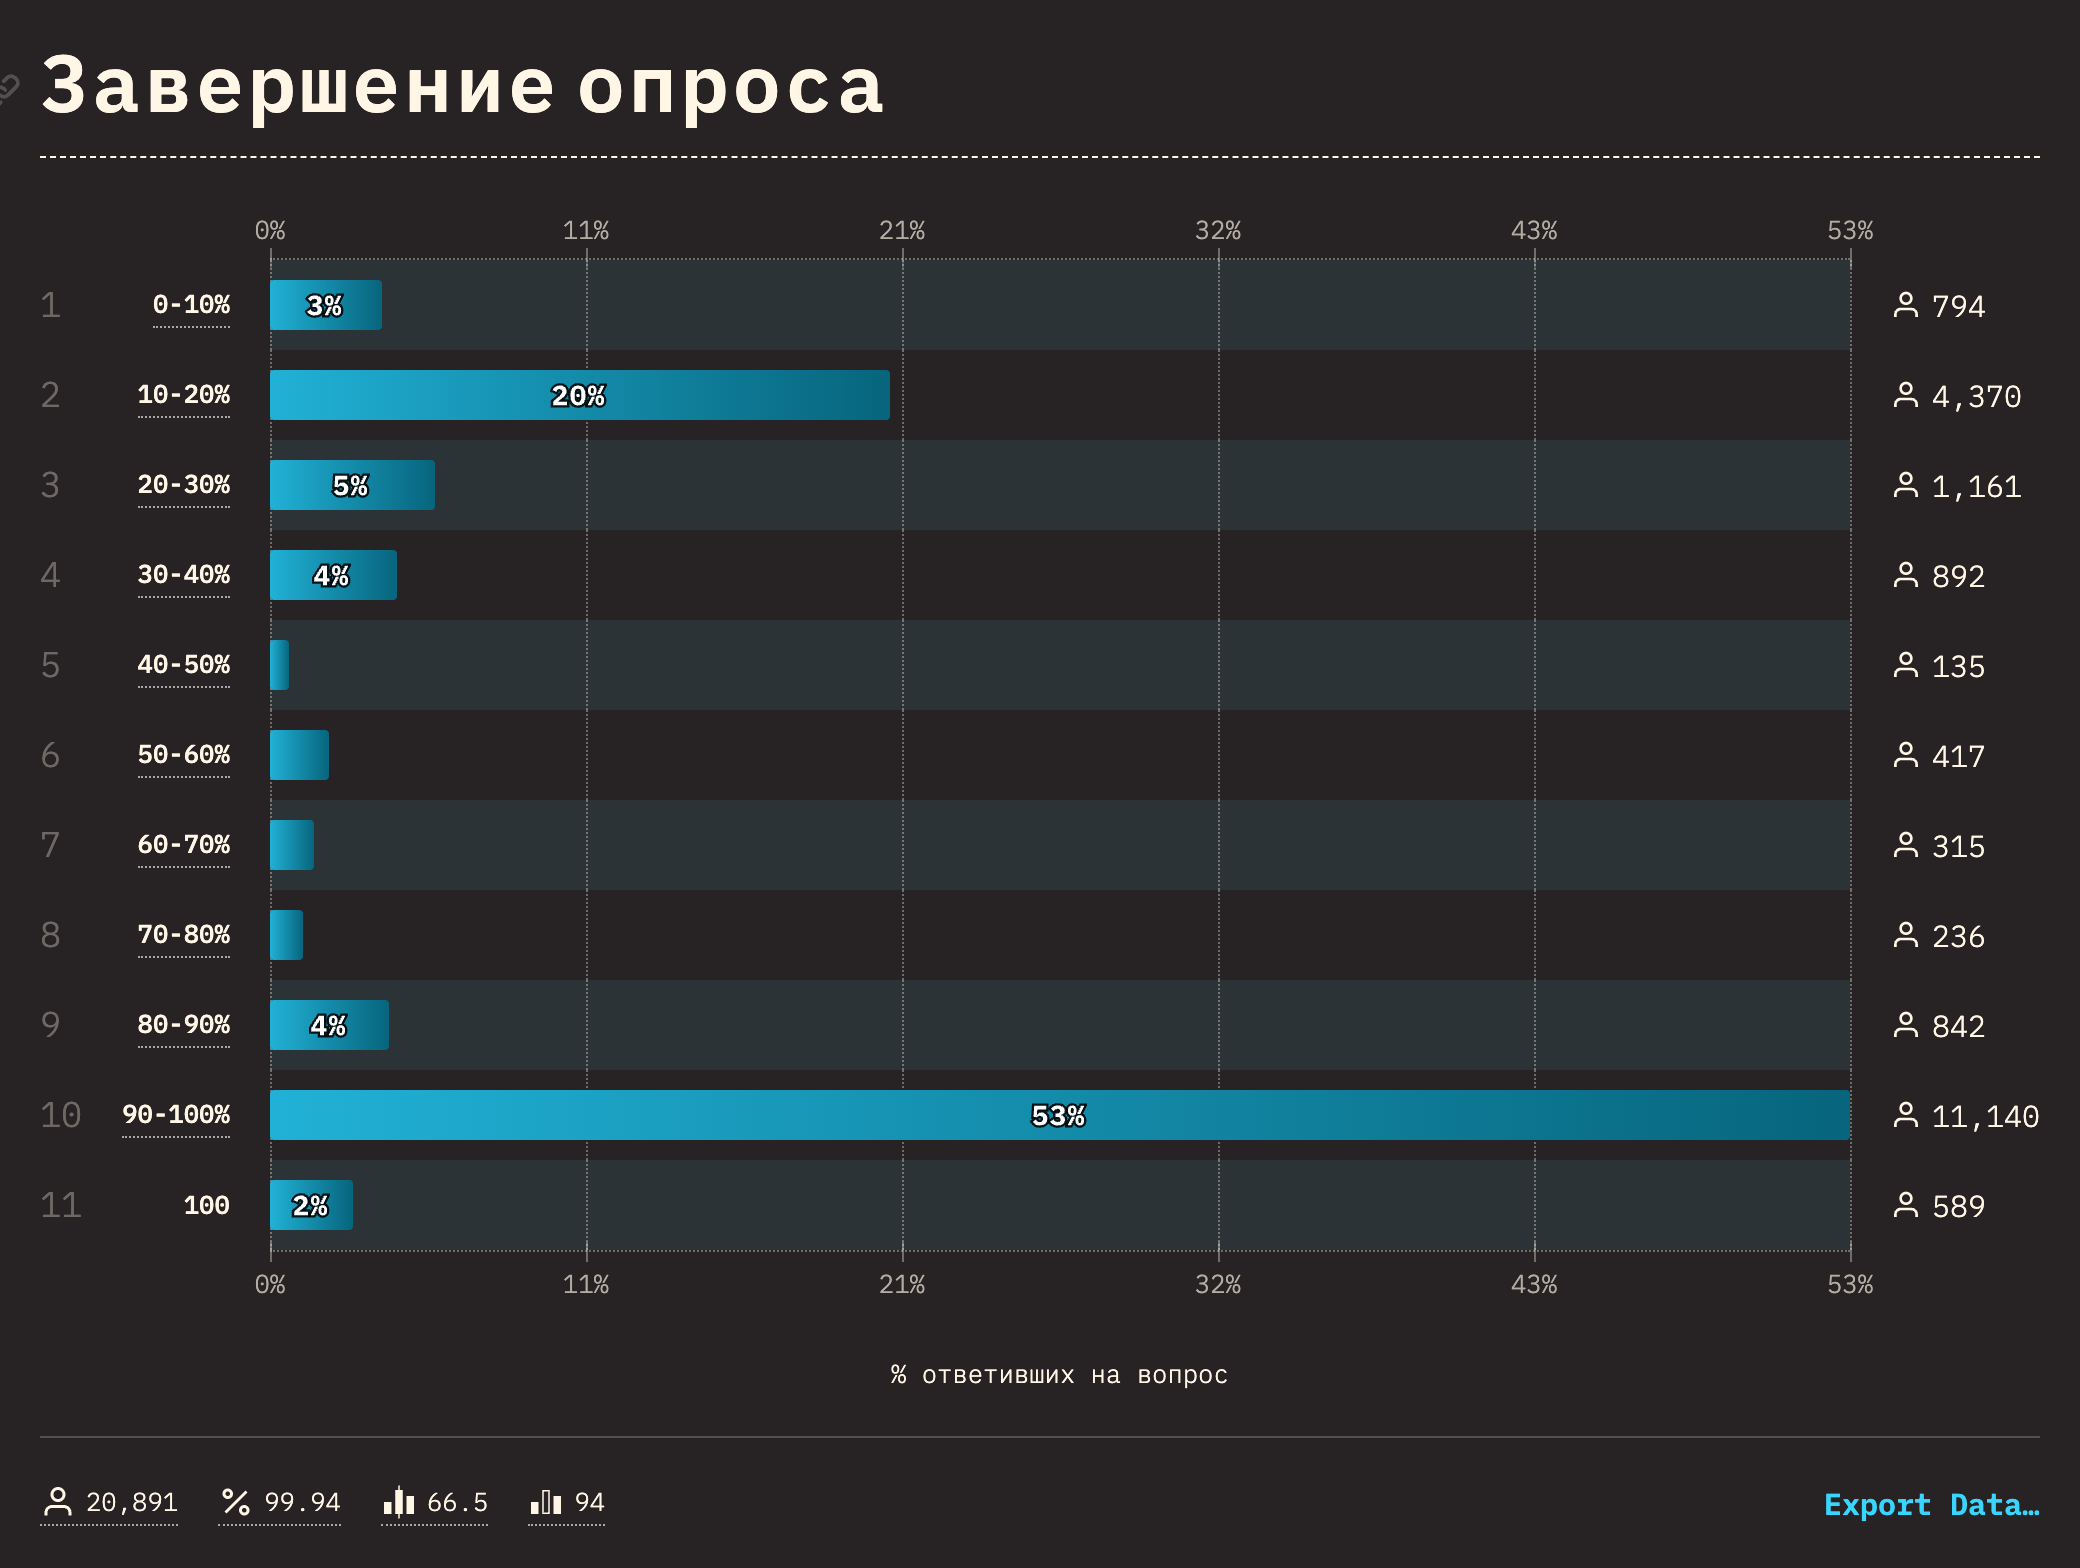 Завершение опроса
0% 11% 21% 32% 43% 53%
1 0-10% 3% 794
2 10-20% 20% 4,370
3 20-30% 5% 1,161
4 30-40% 4% 892
5 40-50% 135
6 50-60% 417
7 60-70% 315
8 70-80% 236
9 80-90% 4% 842
10 90-100% 53% 11,140
11 100 2% 589
0% 11% 21% 32% 43% 53%
% ответивших на вопрос
20,891 99.94 66.5 94 Export Data…